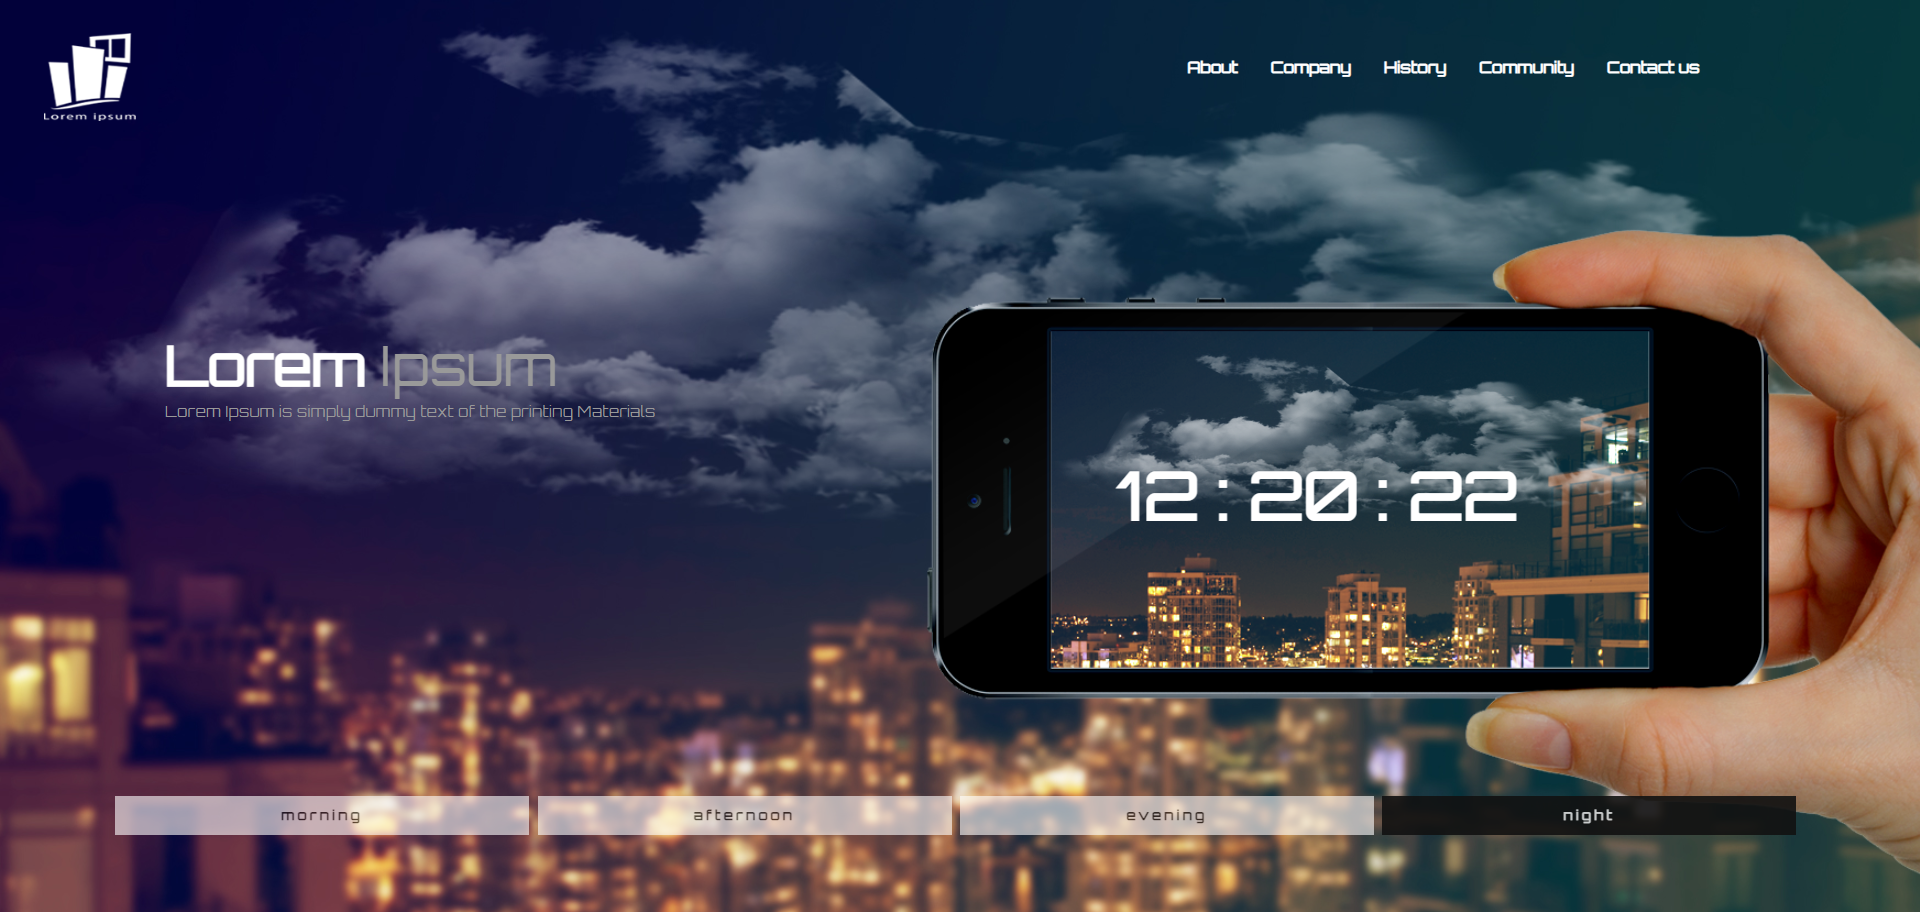 Lorem ipsum
About Company History Community Contact us
Lorem Ipsum
Lorem Ipsum is simply dummy text of the printing Materials
12 : 20 : 22
morning afternoon evening night